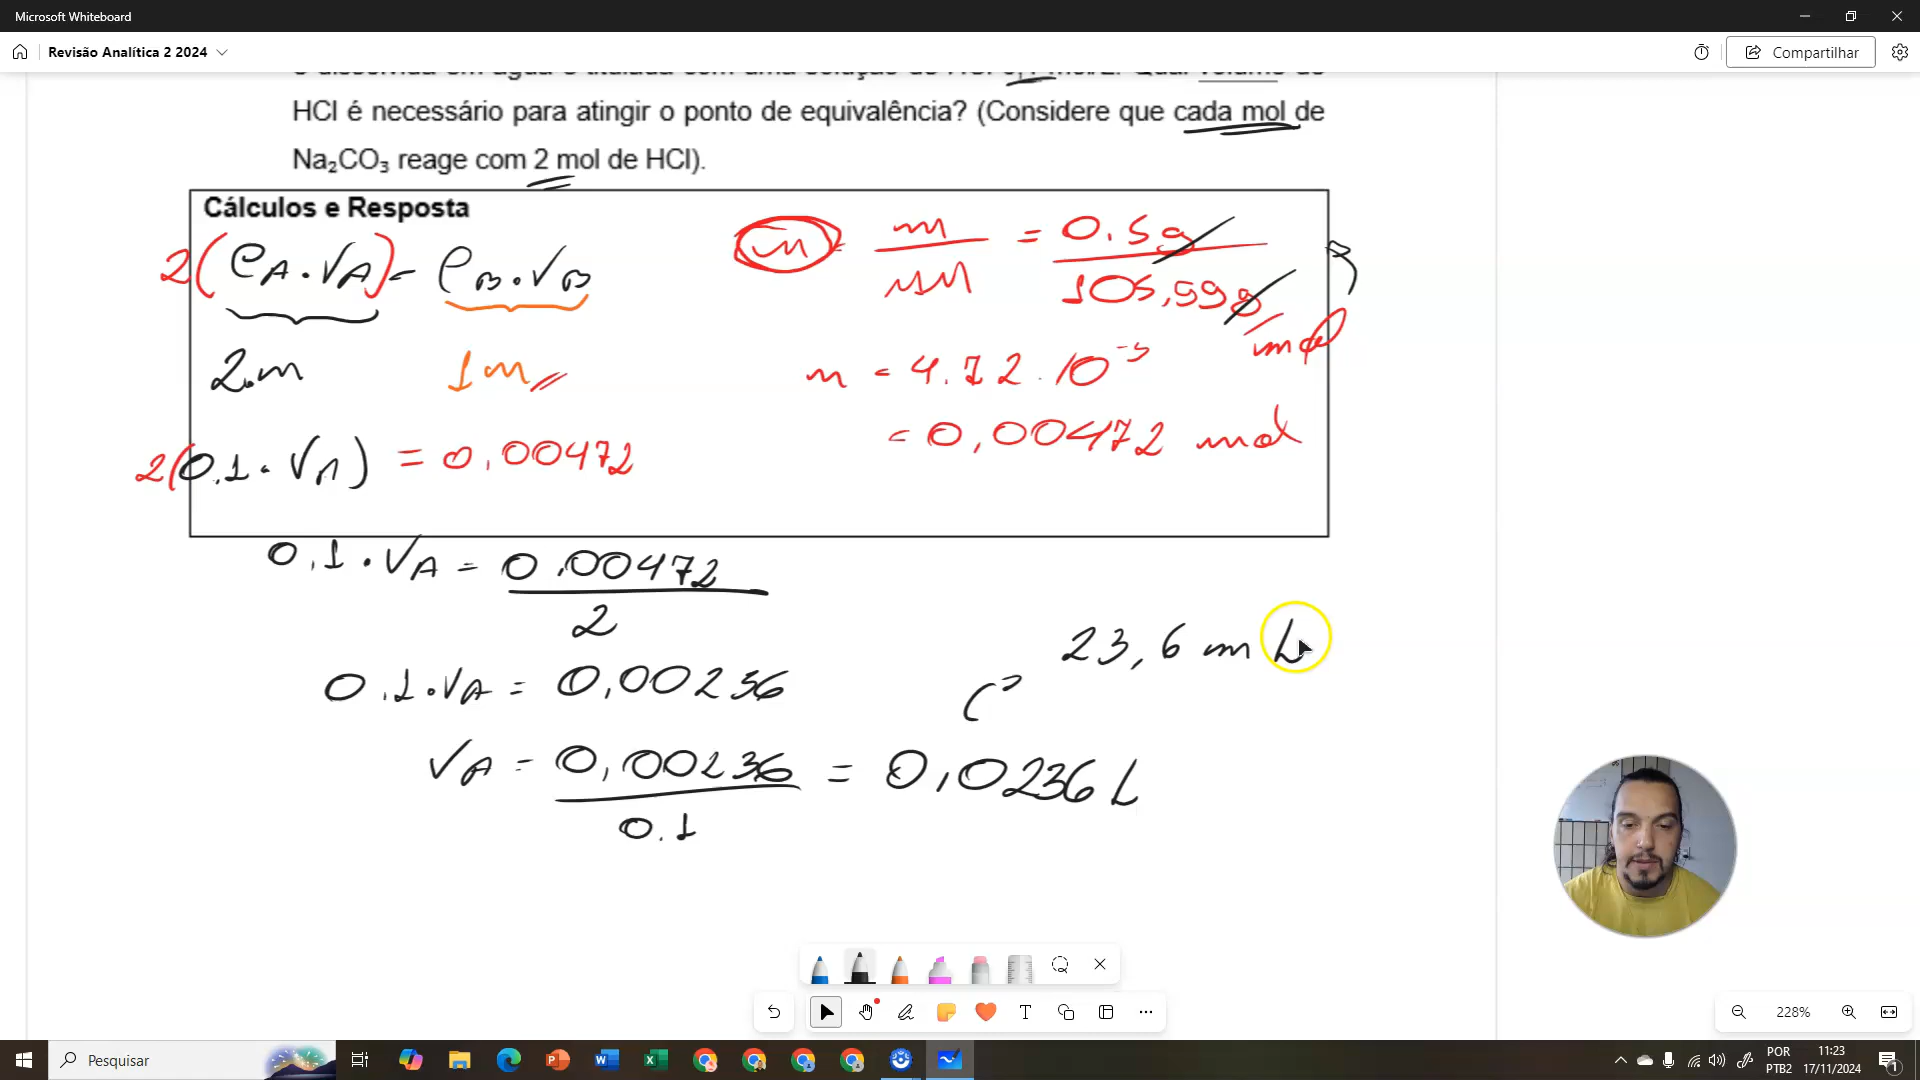 Microsoft Whiteboard
Revisão Analítica 2 2024
Compartilhar
HCl é necessário para atingir o ponto de equivalência? (Considere que cada mol de
Na₂CO₃ reage com 2 mol de HCl).
Cálculos e Resposta
2(CA.VA) = CB.VB
2.n
1n
2(0.1.VA) = 0,00472
n = m/MM = 0.5g/105,99g/mol
n = 4.72.10⁻³
= 0,00472 mol
0.1.VA = 0.00472/2
0.1.VA = 0,00236
VA = 0,00236/0.1 = 0,0236 L
23,6 mL
228%
Pesquisar
POR
PTB2
11:23
17/11/2024
1